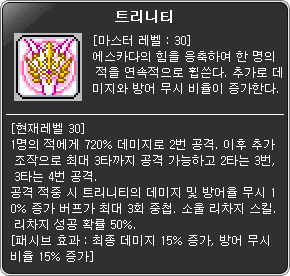 트리니티
[마스터 레벨 : 30]
에스카다의 힘을 응축하여 한 명의
적을 연속적으로 휩쓴다. 추가로 데
미지와 방어 무시 비율이 증가한다.
[현재레벨 30]
1명의 적에게 720% 데미지로 2번 공격. 이후 추가
조작으로 최대 3타까지 공격 가능하고 2타는 3번,
3타는 4번 공격.
공격 적중 시 트리니티의 데미지 및 방어율 무시 1
0% 증가 버프가 최대 3회 중첩. 소울 리차지 스킬.
리차지 성공 확률 50%.
[패시브 효과 : 최종 데미지 15% 증가, 방어 무시
비율 15% 증가]